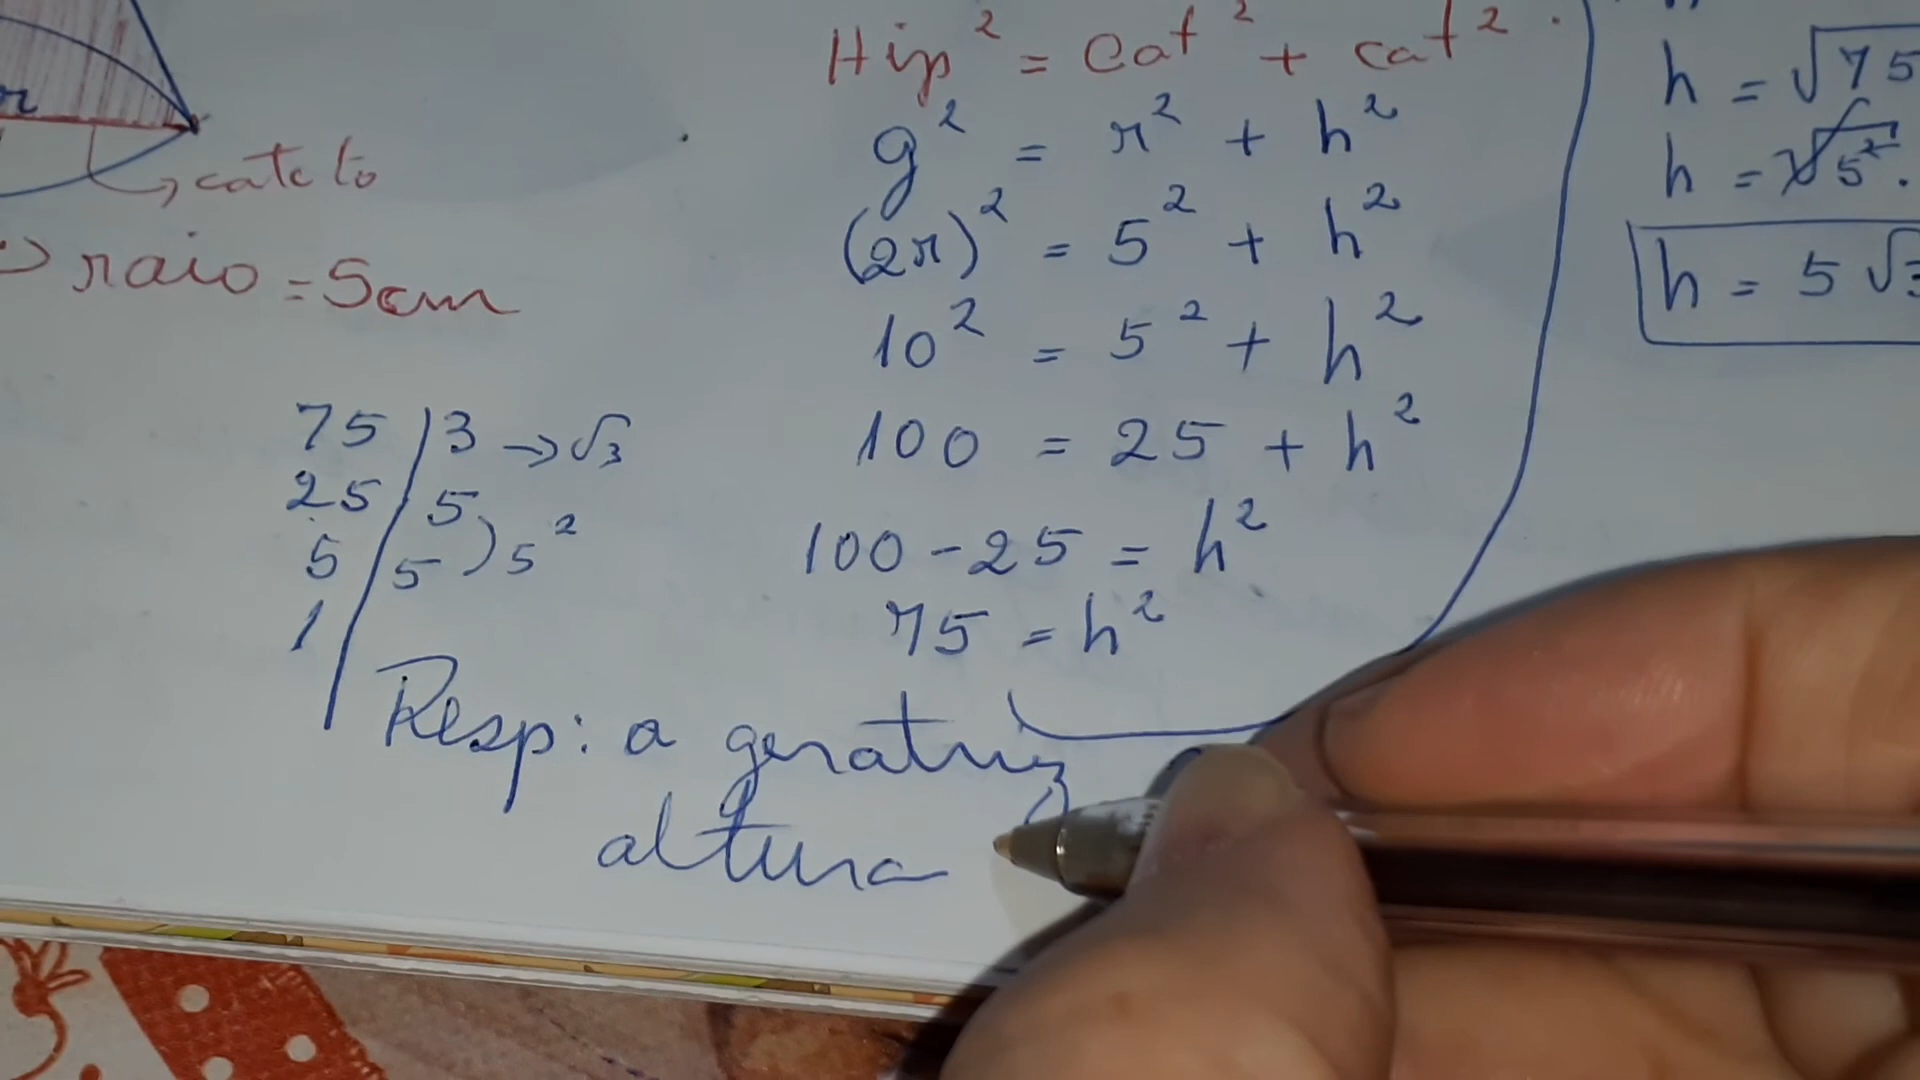 r
cateto
raio = 5cm
75 | 3 → √3
25 | 5
5 | 5 ) 5²
1
Hip² = Cat² + cat²
g² = r² + h²
(2r)² = 5² + h²
10² = 5² + h²
100 = 25 + h²
100 - 25 = h²
75 = h²
h = √75
h = √5² .
h = 5 √3
Resp: a geratriz
altura